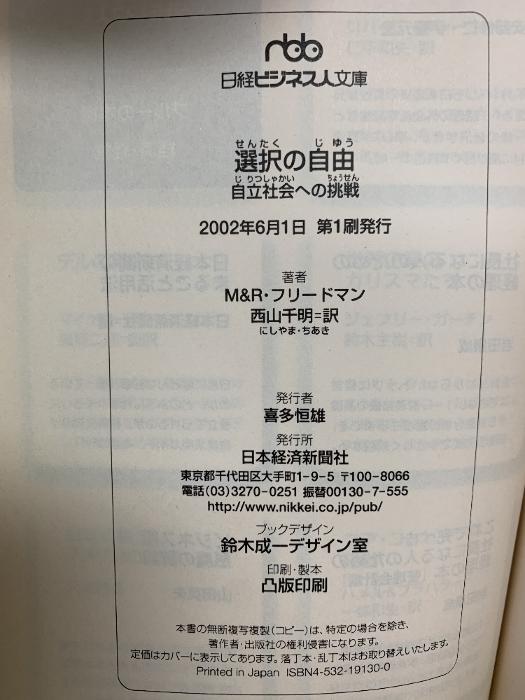 nbb
日経ビジネス人文庫
せんたく じゆう
選択の自由
じりつしゃかい ちょうせん
自立社会への挑戦
2002年6月1日 第1刷発行
著者
M&R・フリードマン
西山千明=訳
にしやま・ちあき
発行者
喜多恒雄
発行所
日本経済新聞社
東京都千代田区大手町1-9-5 〒100-8066
電話(03)3270-0251 振替00130-7-555
http://www.nikkei.co.jp/pub/
ブックデザイン
鈴木成一デザイン室
印刷・製本
凸版印刷
本書の無断複写複製(コピー)は、特定の場合を除き、
著作者・出版社の権利侵害になります。
定価はカバーに表示してあります。落丁本・乱丁本はお取り替えいたします。
Printed in Japan ISBN4-532-19130-0